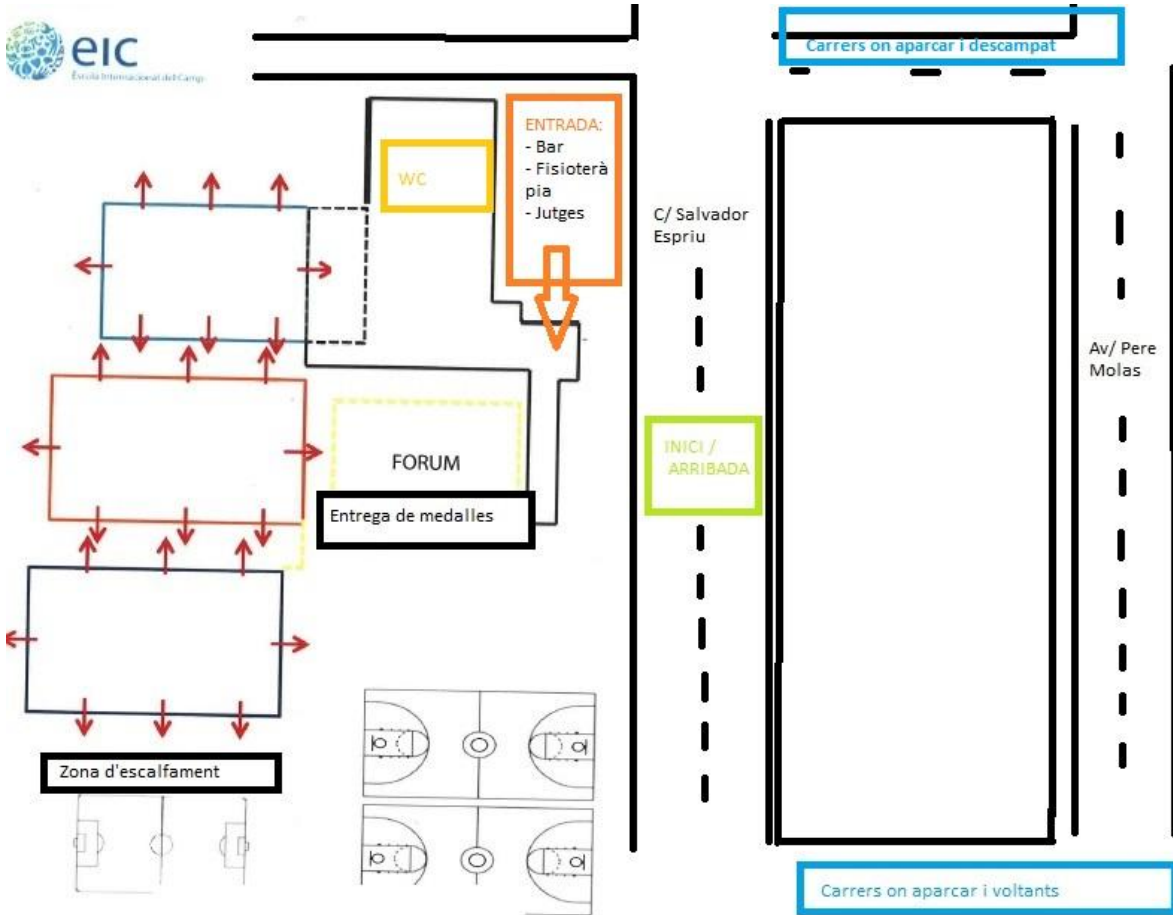 eic
Escola Internacional del Camp
Carrers on aparcar i descampat
ENTRADA:
- Bar
- Fisioterà
pia
- Jutges
WC
C/ Salvador
Espriu
Av/ Pere
Molas
INICI /
ARRIBADA
FORUM
Entrega de medalles
Zona d'escalfament
Carrers on aparcar i voltants